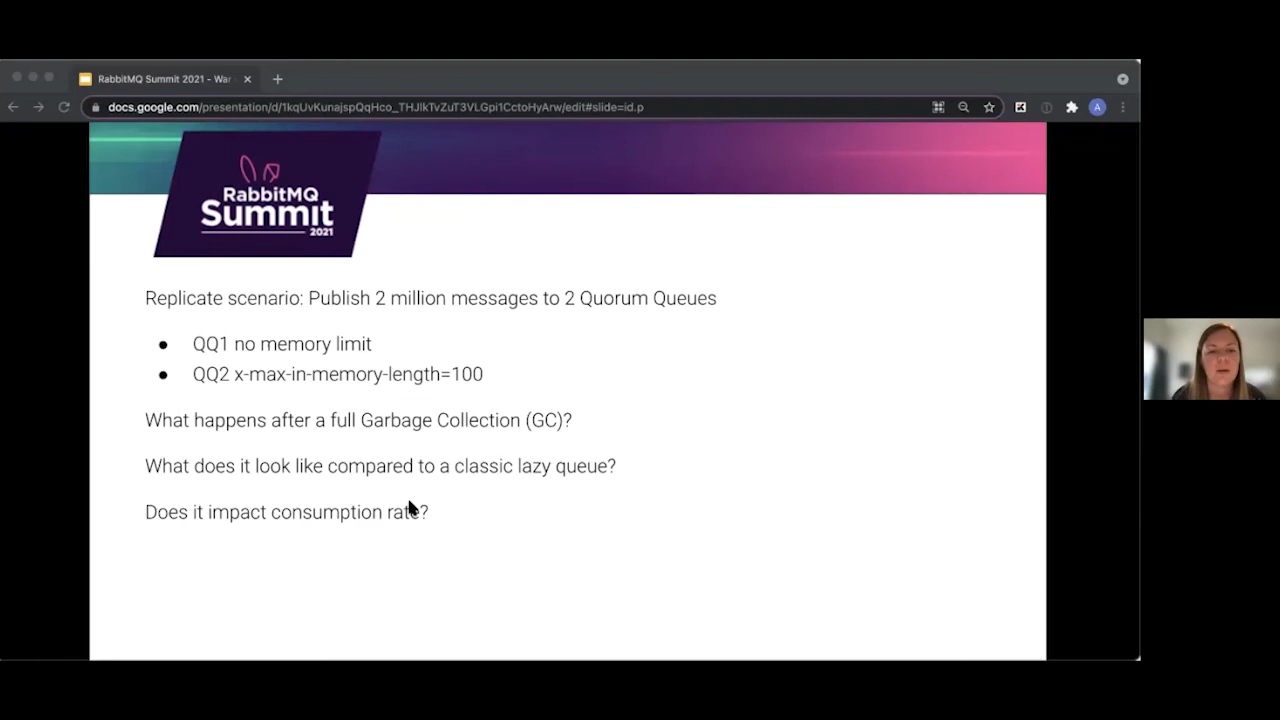 RabbitMQ Summit 2021 - War
docs.google.com/presentation/d/1kqUvKunajspQqHco_THJlkTvZuT3VLGpi1CctoHyArw/edit#slide=id.p
A
RabbitMQ
Summit
2021
Replicate scenario: Publish 2 million messages to 2 Quorum Queues
● QQ1 no memory limit
● QQ2 x-max-in-memory-length=100
What happens after a full Garbage Collection (GC)?
What does it look like compared to a classic lazy queue?
Does it impact consumption rate?